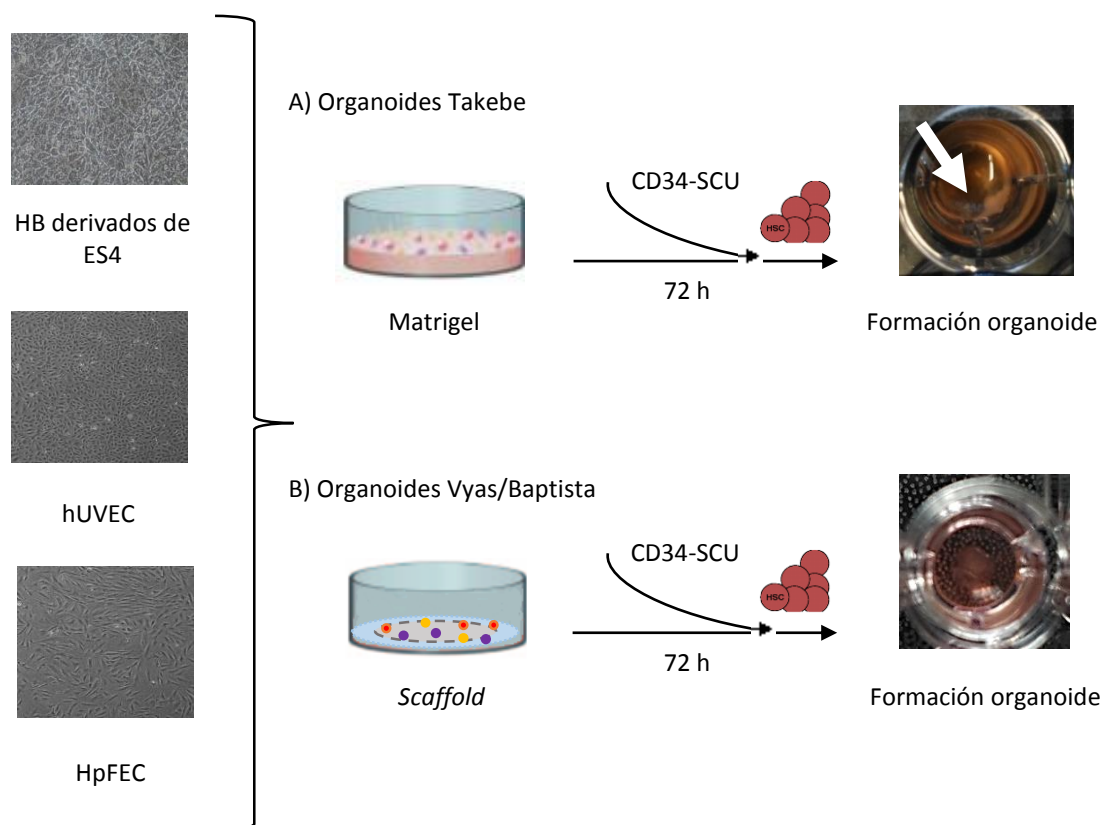 HB derivados de
ES4
hUVEC
HpFEC
A) Organoides Takebe
Matrigel
CD34-SCU
HSC
72 h
Formación organoide
B) Organoides Vyas/Baptista
Scaffold
CD34-SCU
HSC
72 h
Formación organoide